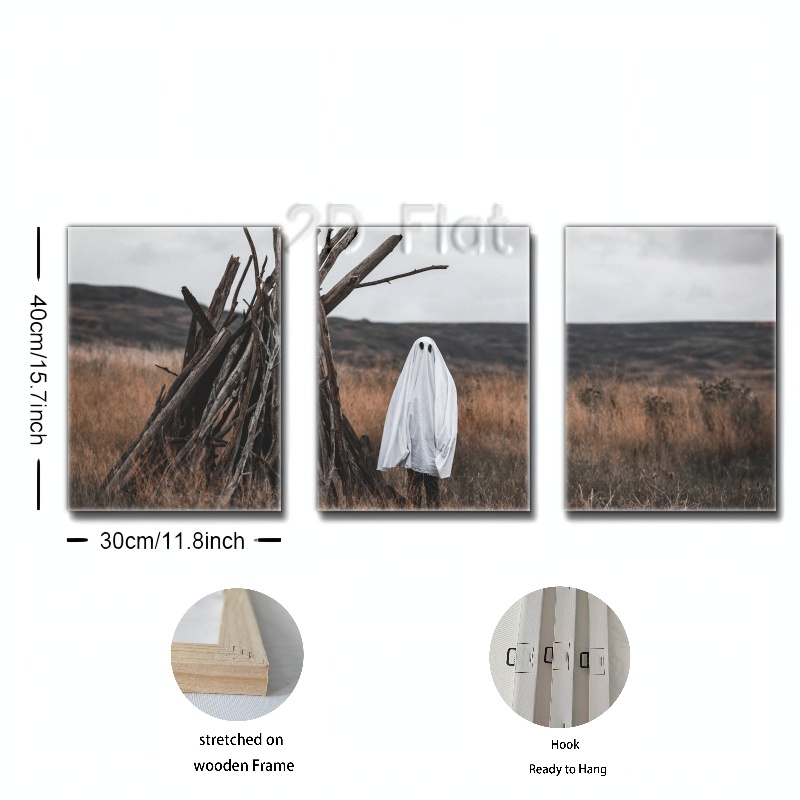 2D Flat
40cm/15.7inch
30cm/11.8inch
stretched on
wooden Frame
Hook
Ready to Hang